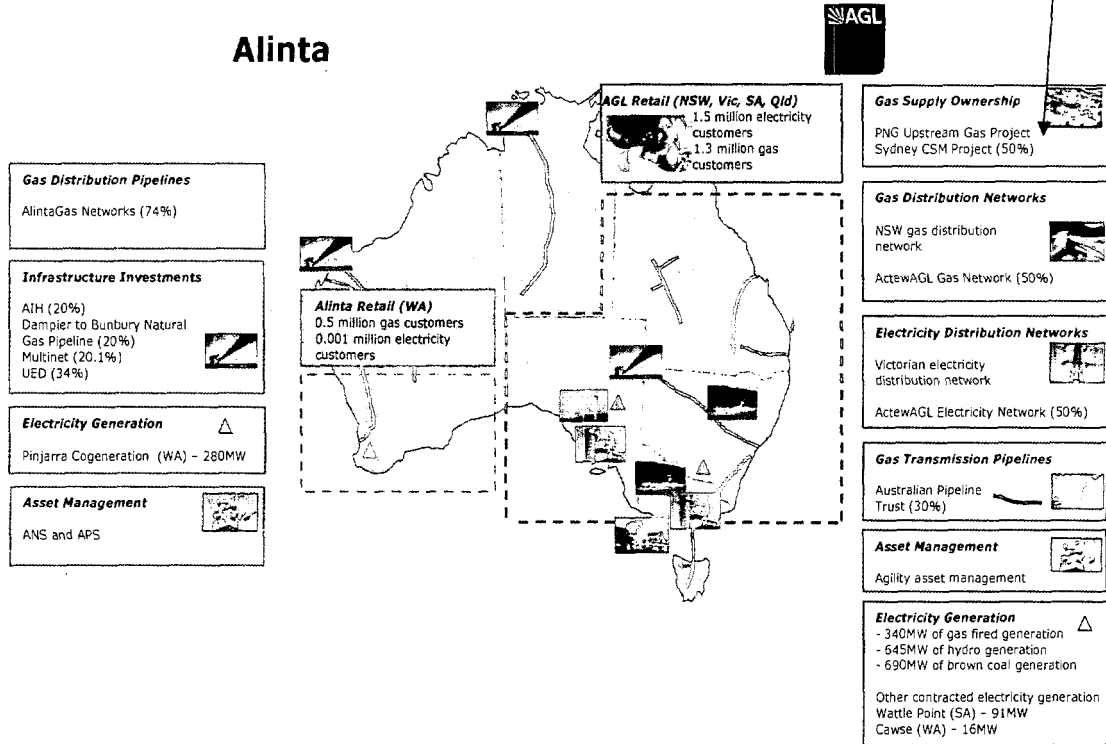 Alinta
AGL
Gas Distribution Pipelines
AlintaGas Networks (74%)
Infrastructure Investments
AIH (20%)
Dampier to Bunbury Natural
Gas Pipeline (20%)
Multinet (20.1%)
UED (34%)
Electricity Generation
Pinjarra Cogeneration (WA) – 280MW
Asset Management
ANS and APS
AGL Retail (NSW, Vic, SA, Qld)
1.5 million electricity
customers
1.3 million gas
customers
Alinta Retail (WA)
0.5 million gas customers
0.001 million electricity
customers
Gas Supply Ownership
PNG Upstream Gas Project
Sydney CSM Project (50%)
Gas Distribution Networks
NSW gas distribution
network
ActewAGL Gas Network (50%)
Electricity Distribution Networks
Victorian electricity
distribution network
ActewAGL Electricity Network (50%)
Gas Transmission Pipelines
Australian Pipeline
Trust (30%)
Asset Management
Agility asset management
Electricity Generation
- 340MW of gas fired generation
- 645MW of hydro generation
- 690MW of brown coal generation
Other contracted electricity generation
Wattle Point (SA) – 91MW
Cawse (WA) – 16MW